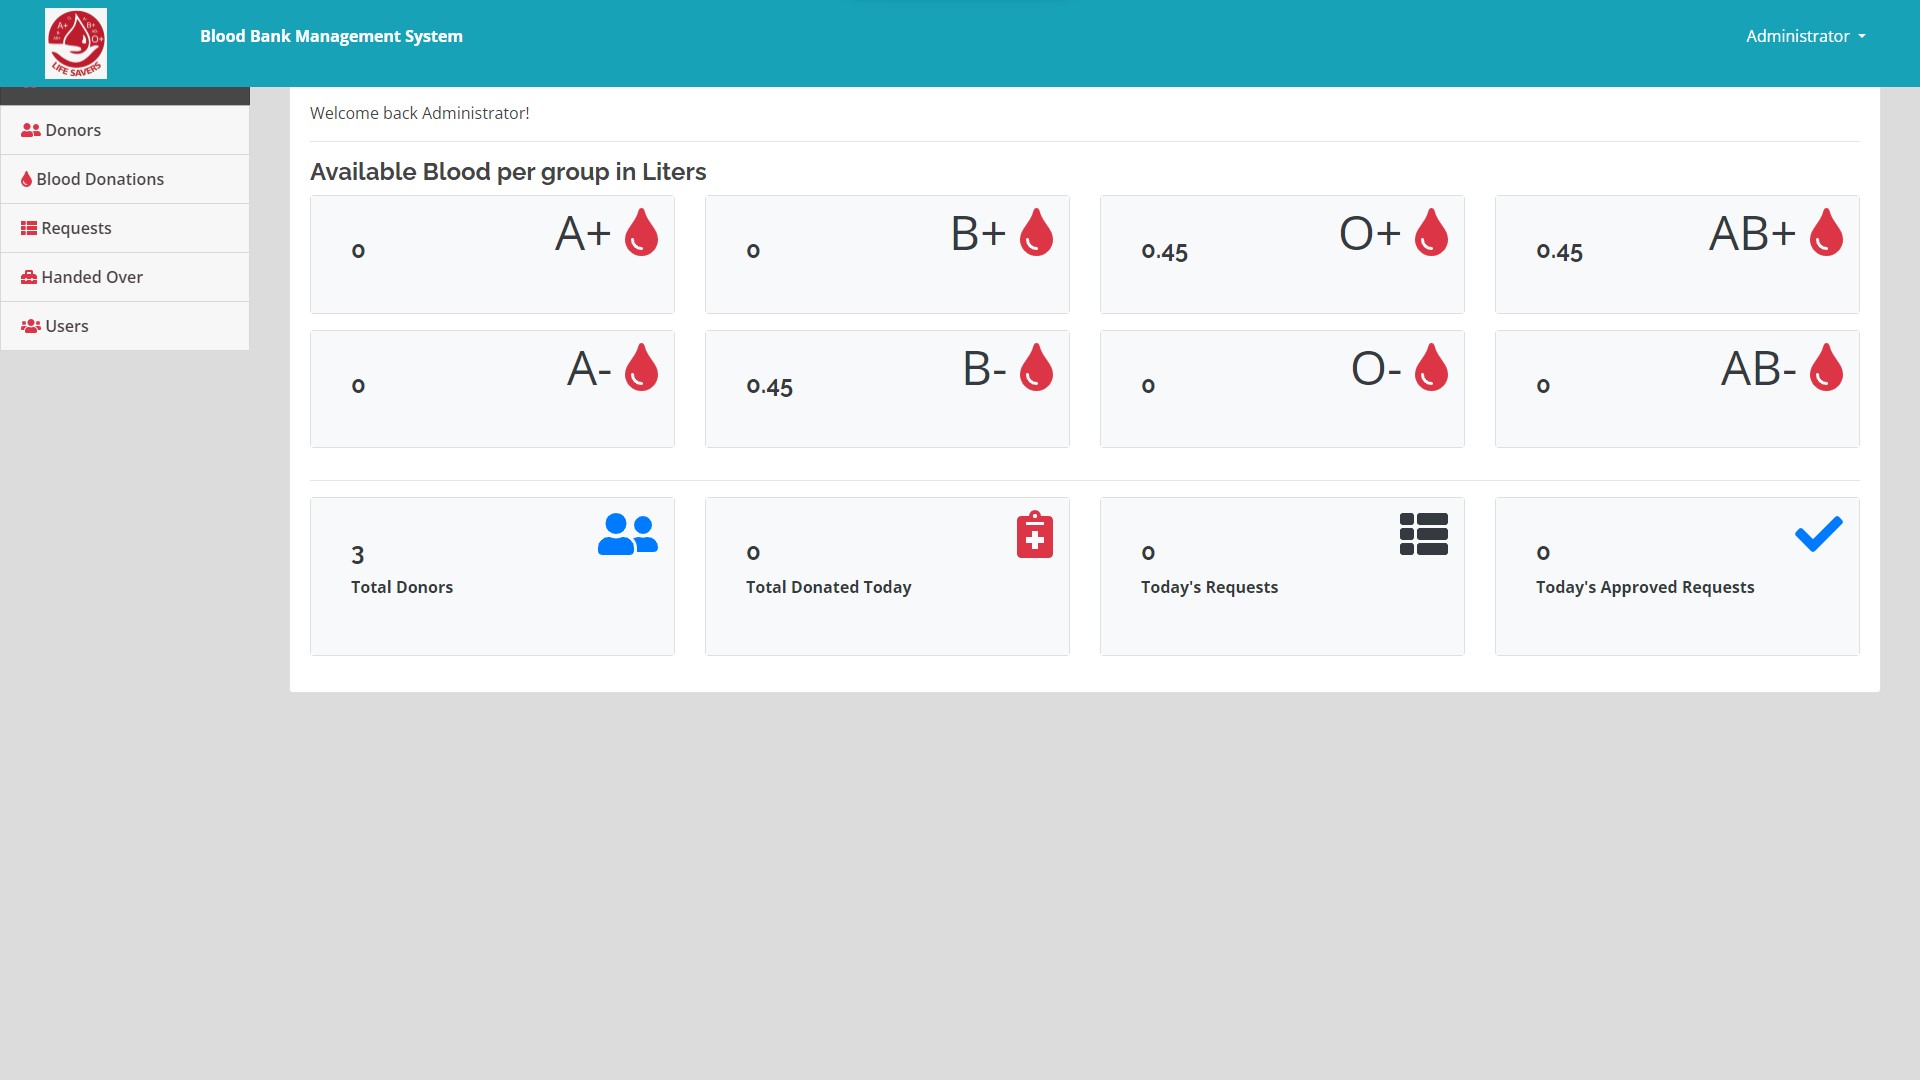 LIFE SAVERS
Blood Bank Management System
Administrator
Donors
Blood Donations
Requests
Handed Over
Users
Welcome back Administrator!
Available Blood per group in Liters
0 A+
0 B+
0.45 O+
0.45 AB+
0 A-
0.45 B-
0 O-
0 AB-
3
Total Donors
0
Total Donated Today
0
Today's Requests
0
Today's Approved Requests